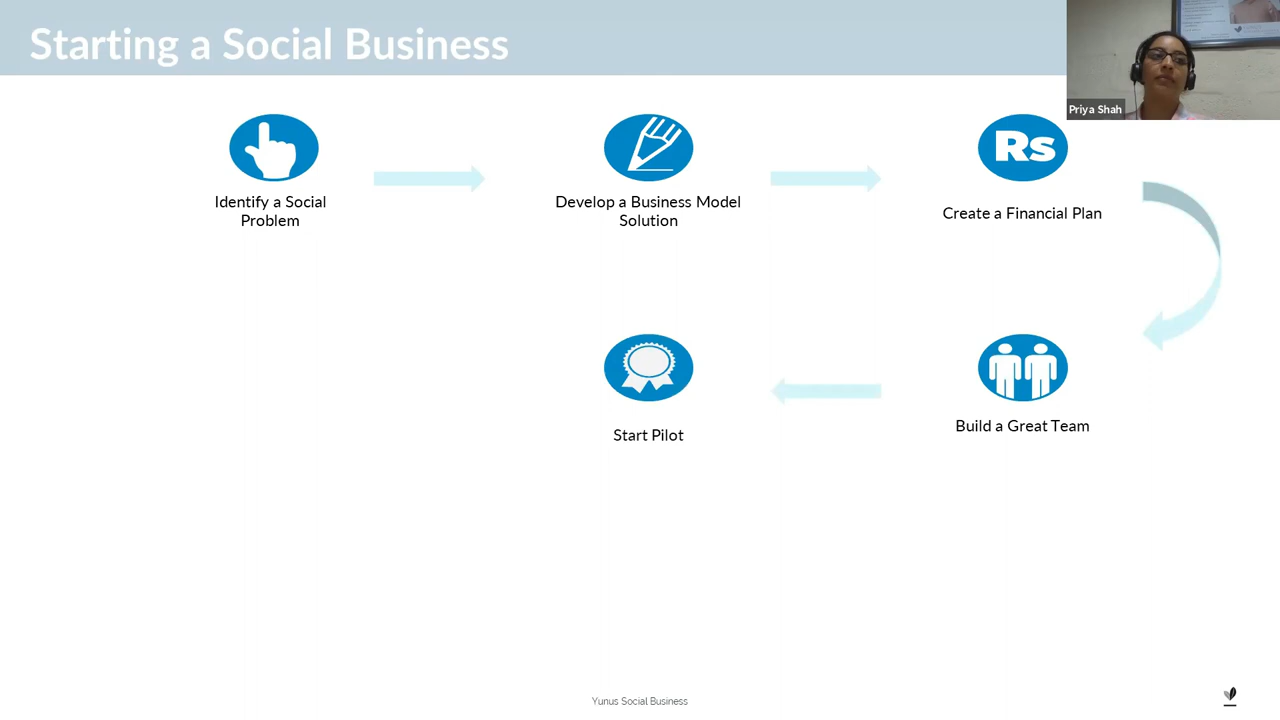 Starting a Social Business
Priya Shah
Rs
Identify a Social
Problem
Develop a Business Model
Solution
Create a Financial Plan
Start Pilot
Build a Great Team
Yunus Social Business